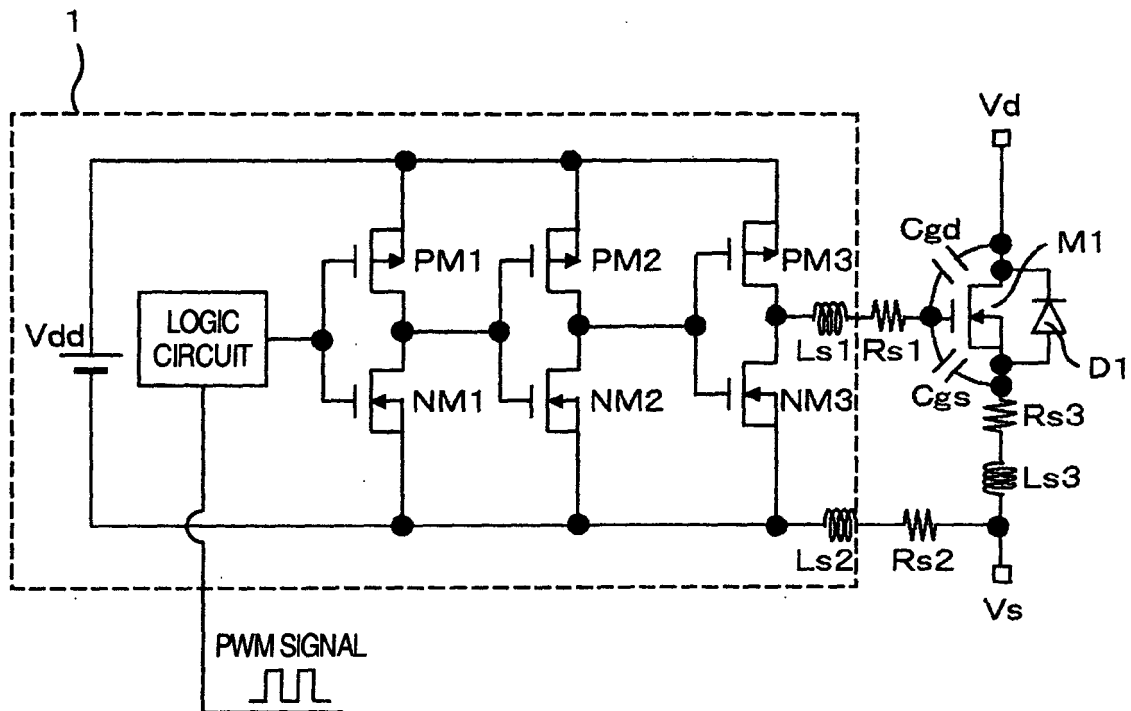 1
Vd
Cgd
M1
PM1
PM2
PM3
LOGIC
CIRCUIT
Vdd
Ls1
Rs1
D1
Cgs
NM1
NM2
NM3
Rs3
Ls3
Ls2
Rs2
Vs
PWM SIGNAL